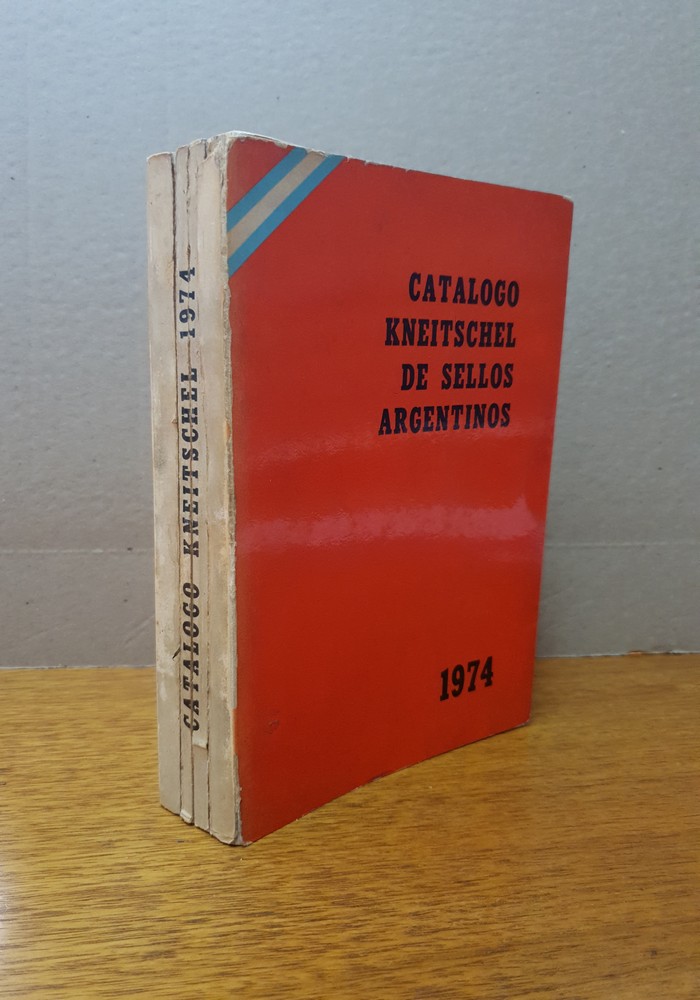 CATALOGO KNEITSCHEL 1974
CATALOGO
KNEITSCHEL
DE SELLOS
ARGENTINOS
1974